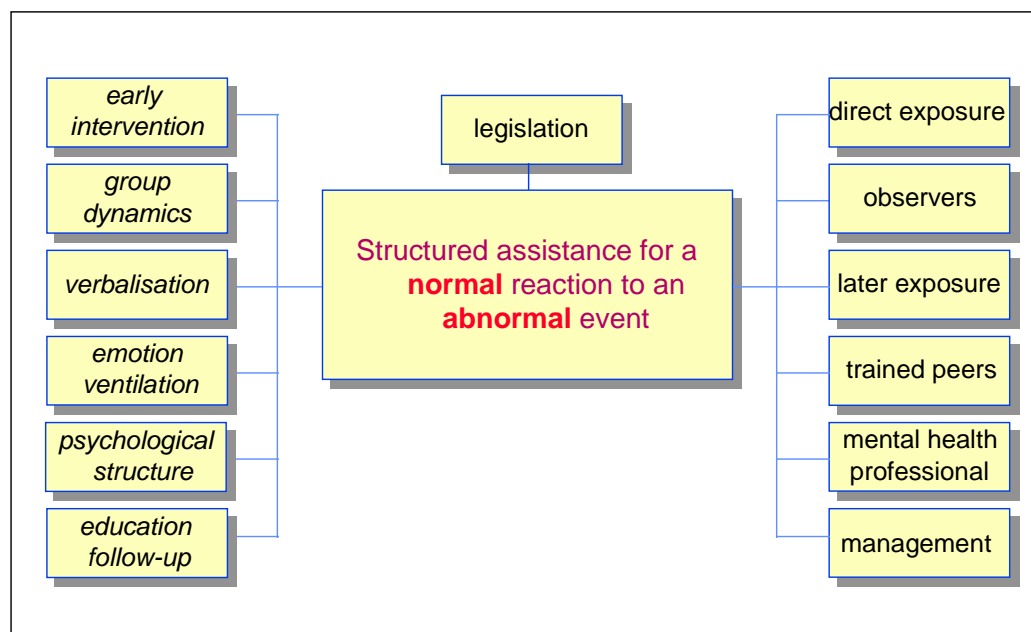 early
intervention
group
dynamics
verbalisation
emotion
ventilation
psychological
structure
education
follow-up
legislation
Structured assistance for a
normal reaction to an
abnormal event
direct exposure
observers
later exposure
trained peers
mental health
professional
management